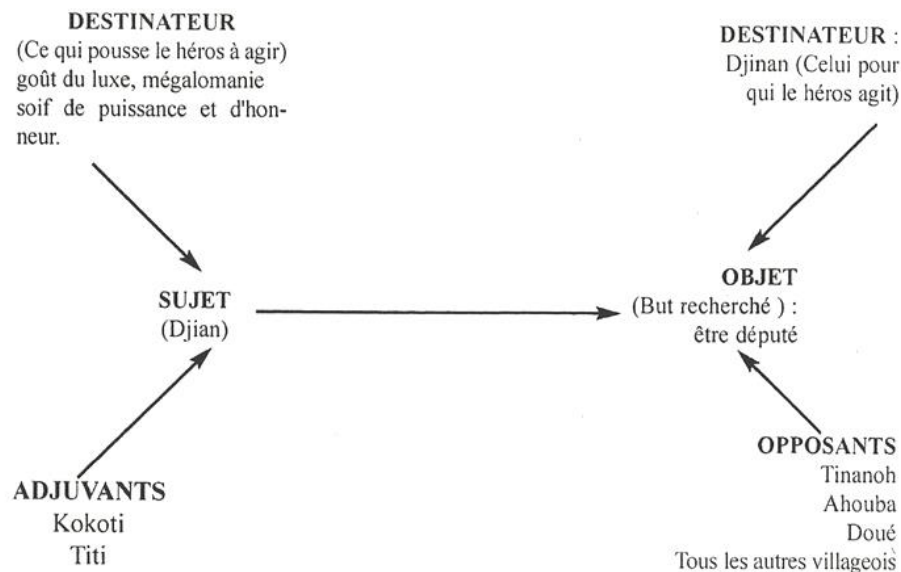 DESTINATEUR
(Ce qui pousse le héros à agir)
goût du luxe, mégalomanie
soif de puissance et d'hon-
neur.
DESTINATEUR :
Djinan (Celui pour
qui le héros agit)
SUJET
(Djian)
OBJET
(But recherché ) :
être député
ADJUVANTS
Kokoti
Titi
OPPOSANTS
Tinanoh
Ahouba
Doué
Tous les autres villageois